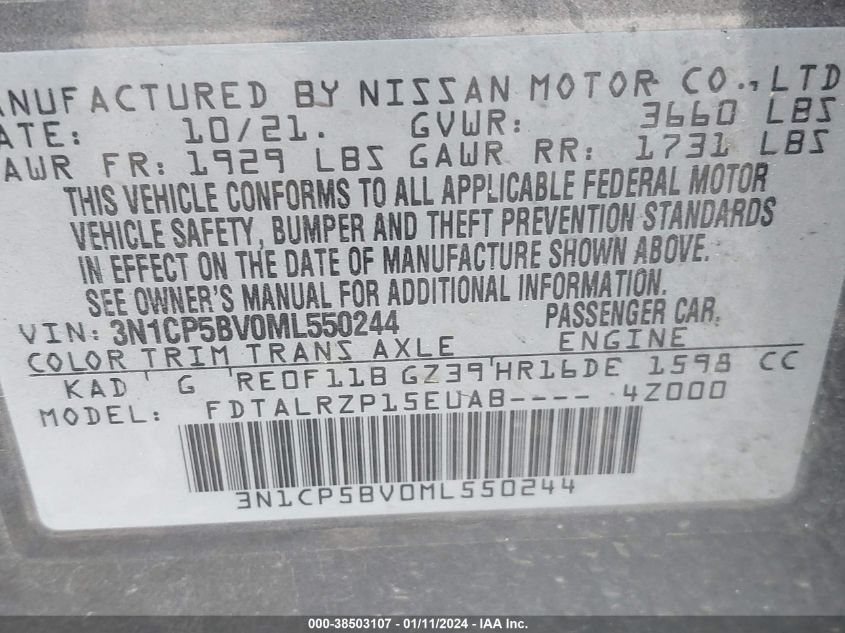 MANUFACTURED BY NISSAN MOTOR CO., LTD
DATE: 10/21. GVWR: 3660 LBS
GAWR FR: 1929 LBS GAWR RR: 1731 LBS
THIS VEHICLE CONFORMS TO ALL APPLICABLE FEDERAL MOTOR
VEHICLE SAFETY, BUMPER AND THEFT PREVENTION STANDARDS
IN EFFECT ON THE DATE OF MANUFACTURE SHOWN ABOVE.
SEE OWNER'S MANUAL FOR ADDITIONAL INFORMATION.
VIN: 3N1CP5BV0ML550244 PASSENGER CAR.
COLOR TRIM TRANS AXLE ENGINE
KAD G RE0F11B GZ39 HR16DE 1598 CC
MODEL: FDTALRZP15EUAB---- 4Z000
3N1CP5BV0ML550244
000-38503107 - 01/11/2024 - IAA Inc.